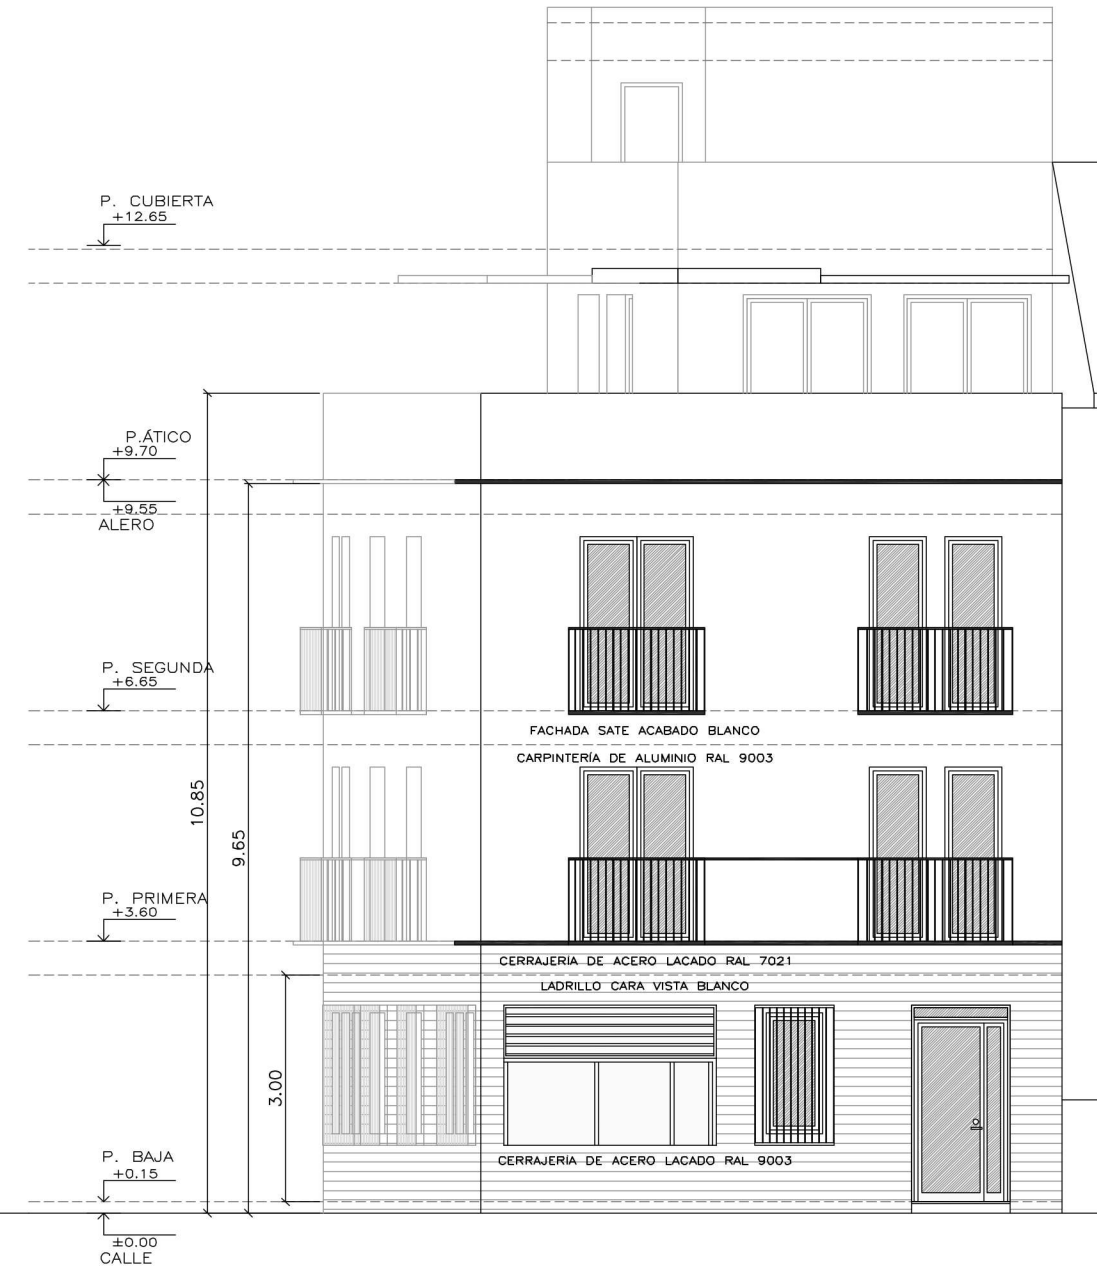 P. CUBIERTA
+12.65
P.ÁTICO
+9.70
+9.55
ALERO
P. SEGUNDA
+6.65
FACHADA SATE ACABADO BLANCO
CARPINTERÍA DE ALUMINIO RAL 9003
10.85
9.65
P. PRIMERA
+3.60
CERRAJERÍA DE ACERO LACADO RAL 7021
LADRILLO CARA VISTA BLANCO
3.00
P. BAJA
+0.15
CERRAJERÍA DE ACERO LACADO RAL 9003
±0.00
CALLE